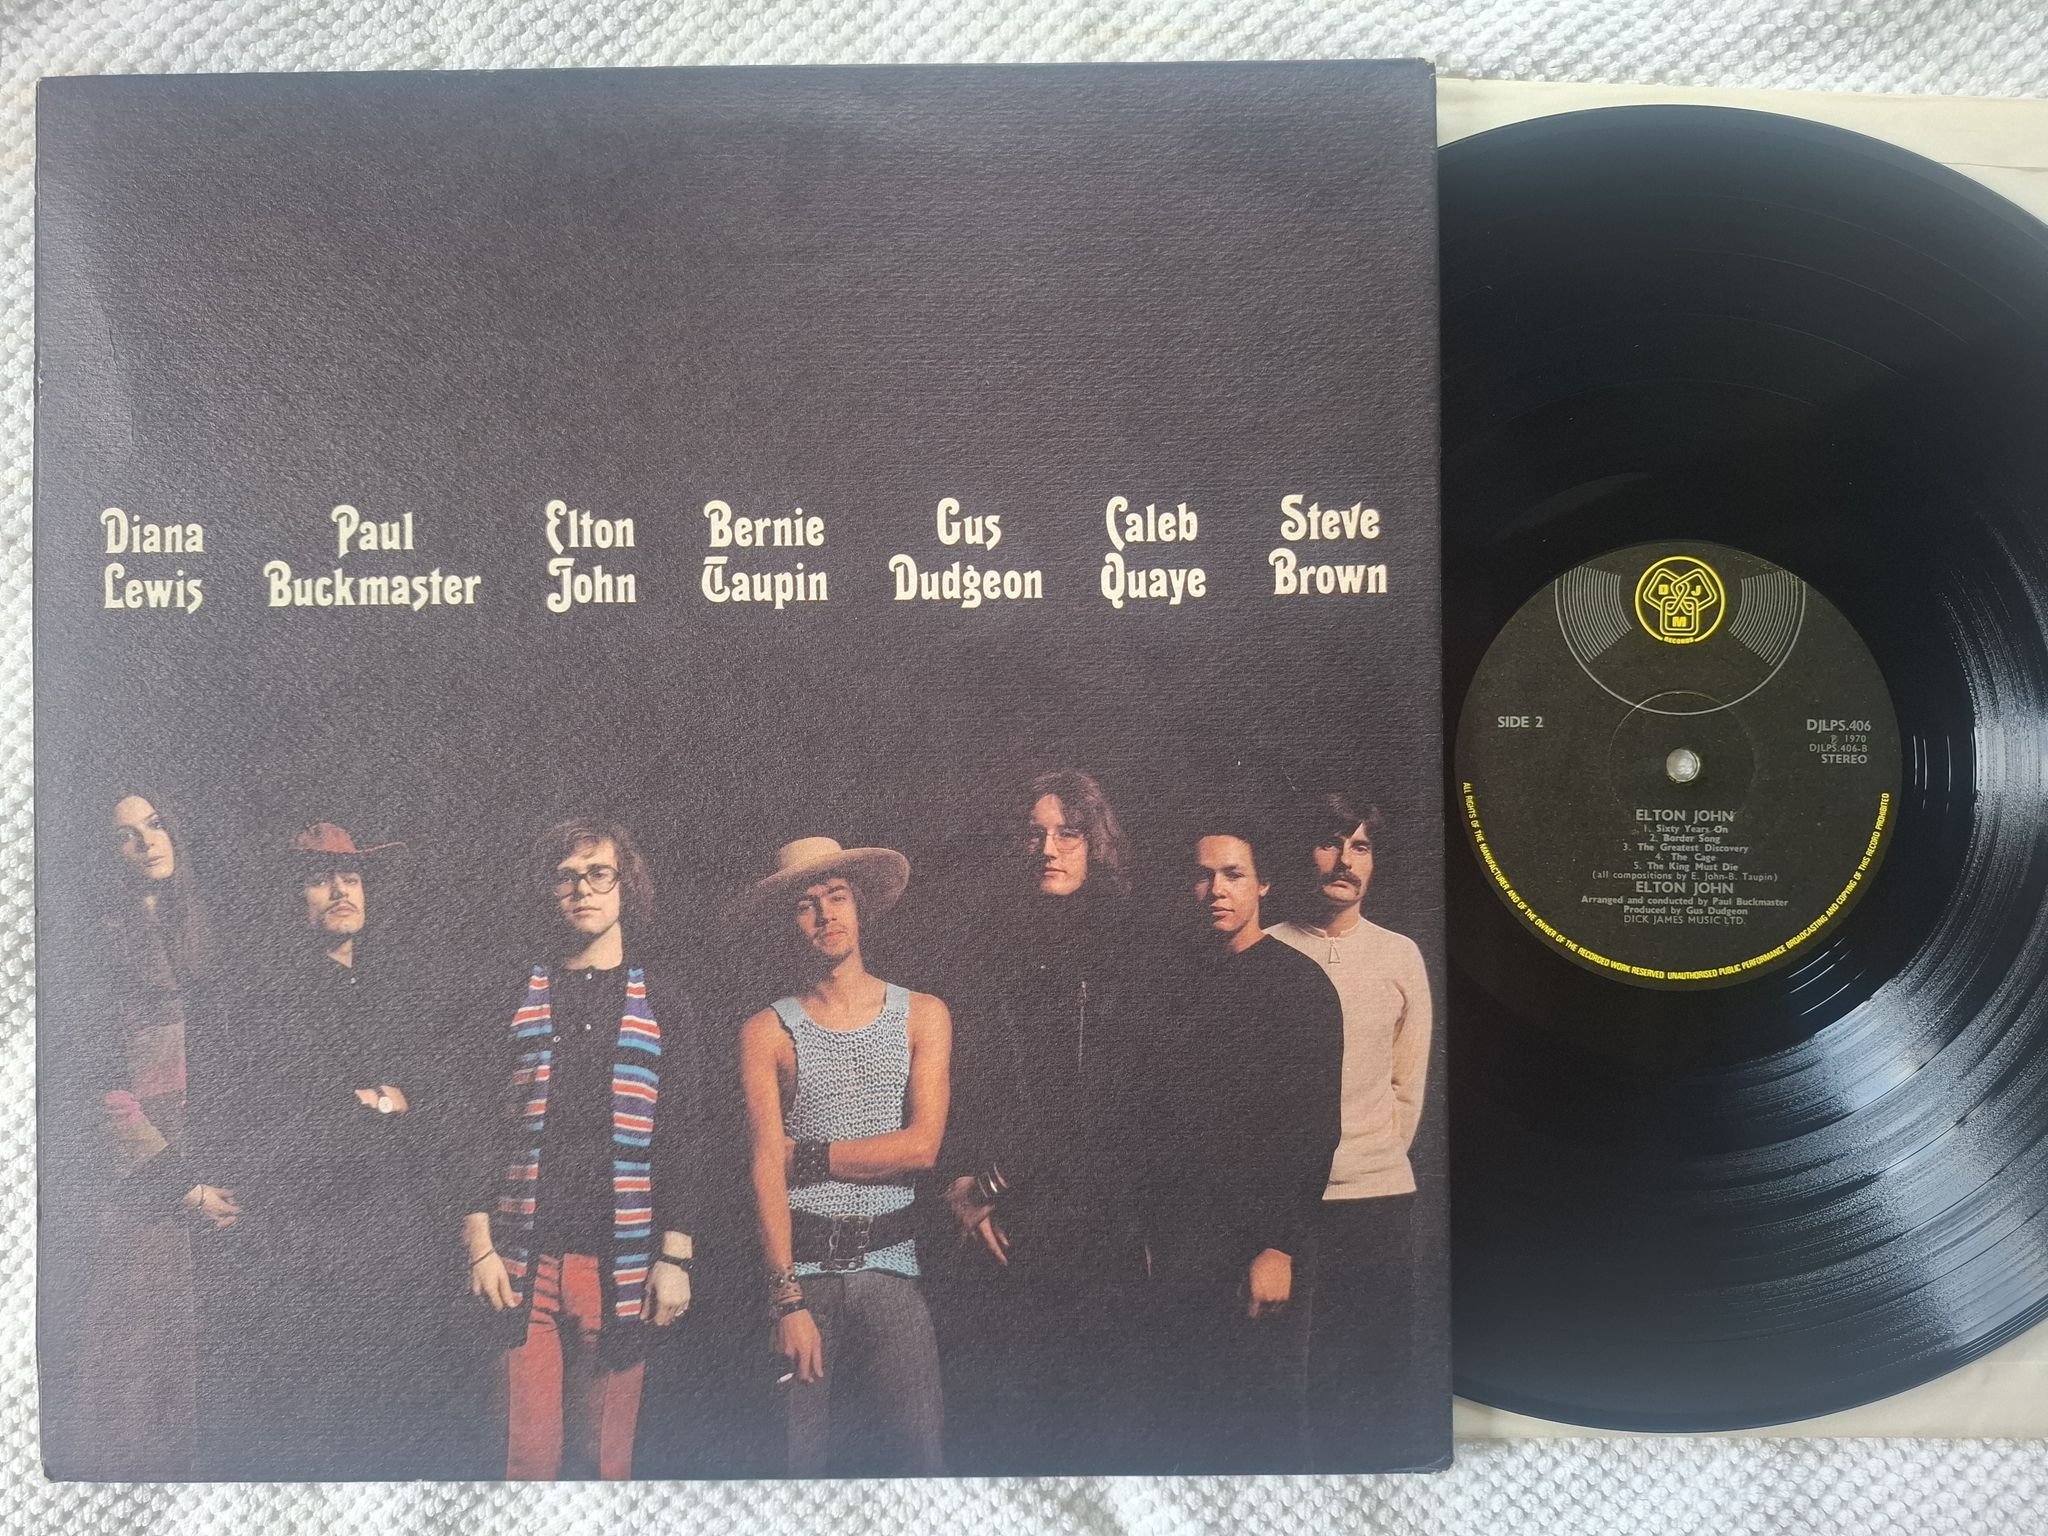 Diana Lewis
Paul Buckmaster
Elton John
Bernie Taupin
Gus Dudgeon
Caleb Quaye
Steve Brown
DJM
RECORDS
SIDE 2
DJLPS.406
℗ 1970
DJLPS.406-B
STEREO
ELTON JOHN
1. Sixty Years On
2. Border Song
3. The Greatest Discovery
4. The Cage
5. The King Must Die
(all compositions by E. John-B. Taupin)
ELTON JOHN
Arranged and conducted by Paul Buckmaster
Produced by Gus Dudgeon
DICK JAMES MUSIC LTD.
ALL RIGHTS OF THE MANUFACTURER AND OF THE OWNER OF THE RECORDED WORK RESERVED UNAUTHORISED PUBLIC PERFORMANCE BROADCASTING AND COPYING OF THIS RECORD PROHIBITED